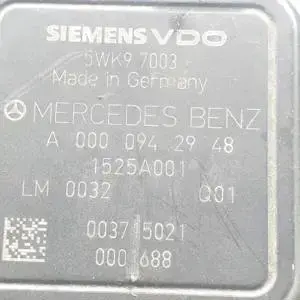 SIEMENS VDO
5WK9 7003
Made in Germany
MERCEDES BENZ
A 000 094 29 48
1525A001
LM 0032 Q01
003715021
0001688